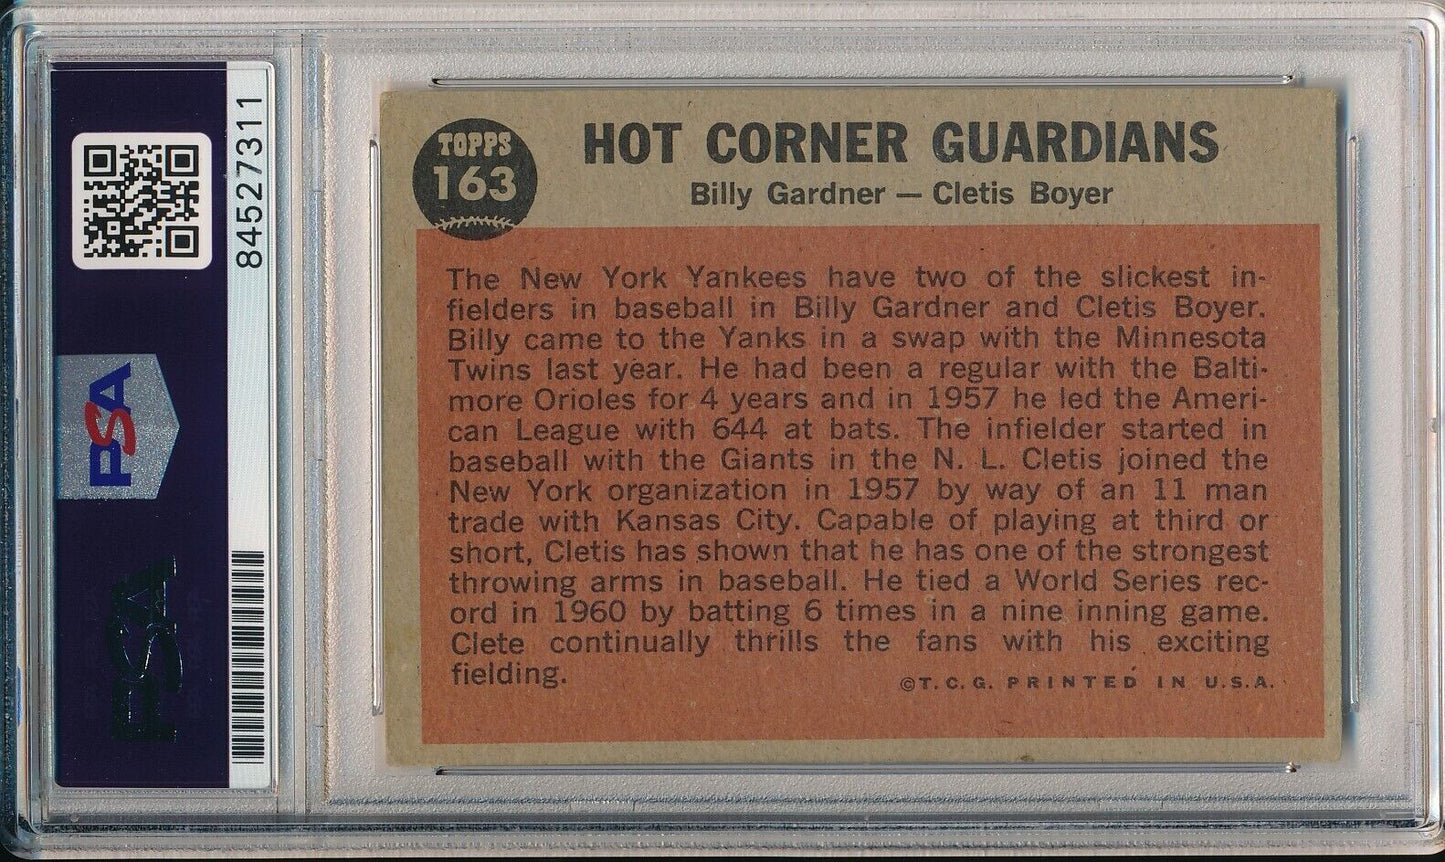 84527311
PSA
PSA
TOPPS
163
HOT CORNER GUARDIANS
Billy Gardner — Cletis Boyer
The New York Yankees have two of the slickest in-
fielders in baseball in Billy Gardner and Cletis Boyer.
Billy came to the Yanks in a swap with the Minnesota
Twins last year. He had been a regular with the Balti-
more Orioles for 4 years and in 1957 he led the Ameri-
can League with 644 at bats. The infielder started in
baseball with the Giants in the N. L. Cletis joined the
New York organization in 1957 by way of an 11 man
trade with Kansas City. Capable of playing at third or
short, Cletis has shown that he has one of the strongest
throwing arms in baseball. He tied a World Series rec-
ord in 1960 by batting 6 times in a nine inning game.
Clete continually thrills the fans with his exciting
fielding.
©T.C.G. PRINTED IN U.S.A.